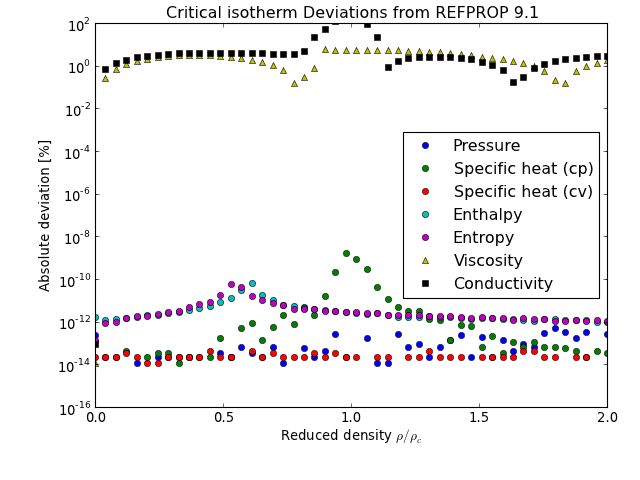 Critical isotherm Deviations from REFPROP 9.1
Absolute deviation [%]
10^2
10^0
10^-2
10^-4
10^-6
10^-8
10^-10
10^-12
10^-14
10^-16
Pressure
Specific heat (cp)
Specific heat (cv)
Enthalpy
Entropy
Viscosity
Conductivity
0.0 0.5 1.0 1.5 2.0
Reduced density ρ/ρ_c